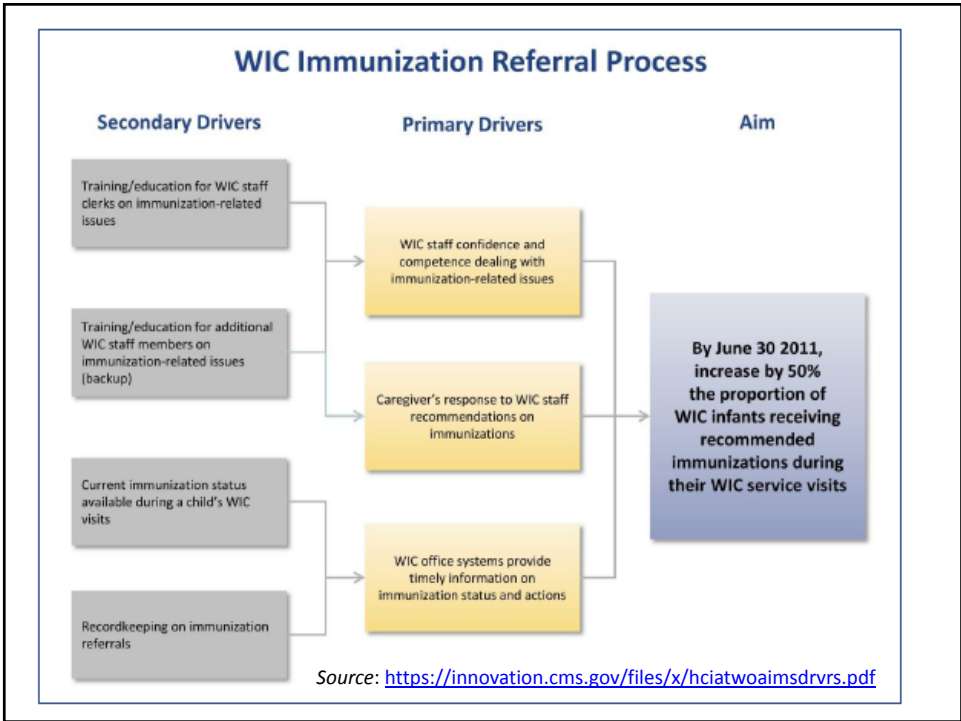 WIC Immunization Referral Process
Secondary Drivers
Primary Drivers
Aim
Training/education for WIC staff
clerks on immunization-related
issues
Training/education for additional
WIC staff members on
immunization-related issues
(backup)
Current immunization status
available during a child's WIC
visits
Recordkeeping on immunization
referrals
WIC staff confidence and
competence dealing with
immunization-related issues
Caregiver's response to WIC staff
recommendations on
immunizations
WIC office systems provide
timely information on
immunization status and actions
By June 30 2011,
increase by 50%
the proportion of
WIC infants receiving
recommended
immunizations during
their WIC service visits
Source: https://innovation.cms.gov/files/x/hciatwoaimsdrvrs.pdf